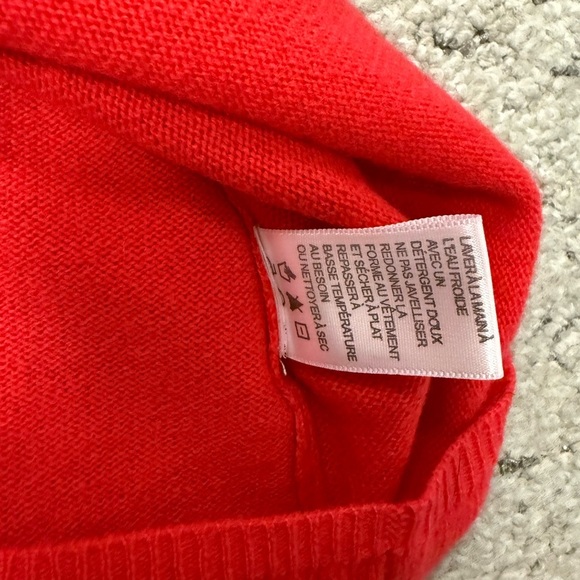 LAVER À LA MAIN À
L'EAU FROIDE
AVEC UN
DÉTERGENT DOUX
NE PAS JAVELLISER
REDONNER LA
FORME AU VÊTEMENT
ET SÉCHER À PLAT
REPASSER À
BASSE TEMPÉRATURE
AU BESOIN
OU NETTOYER À SEC